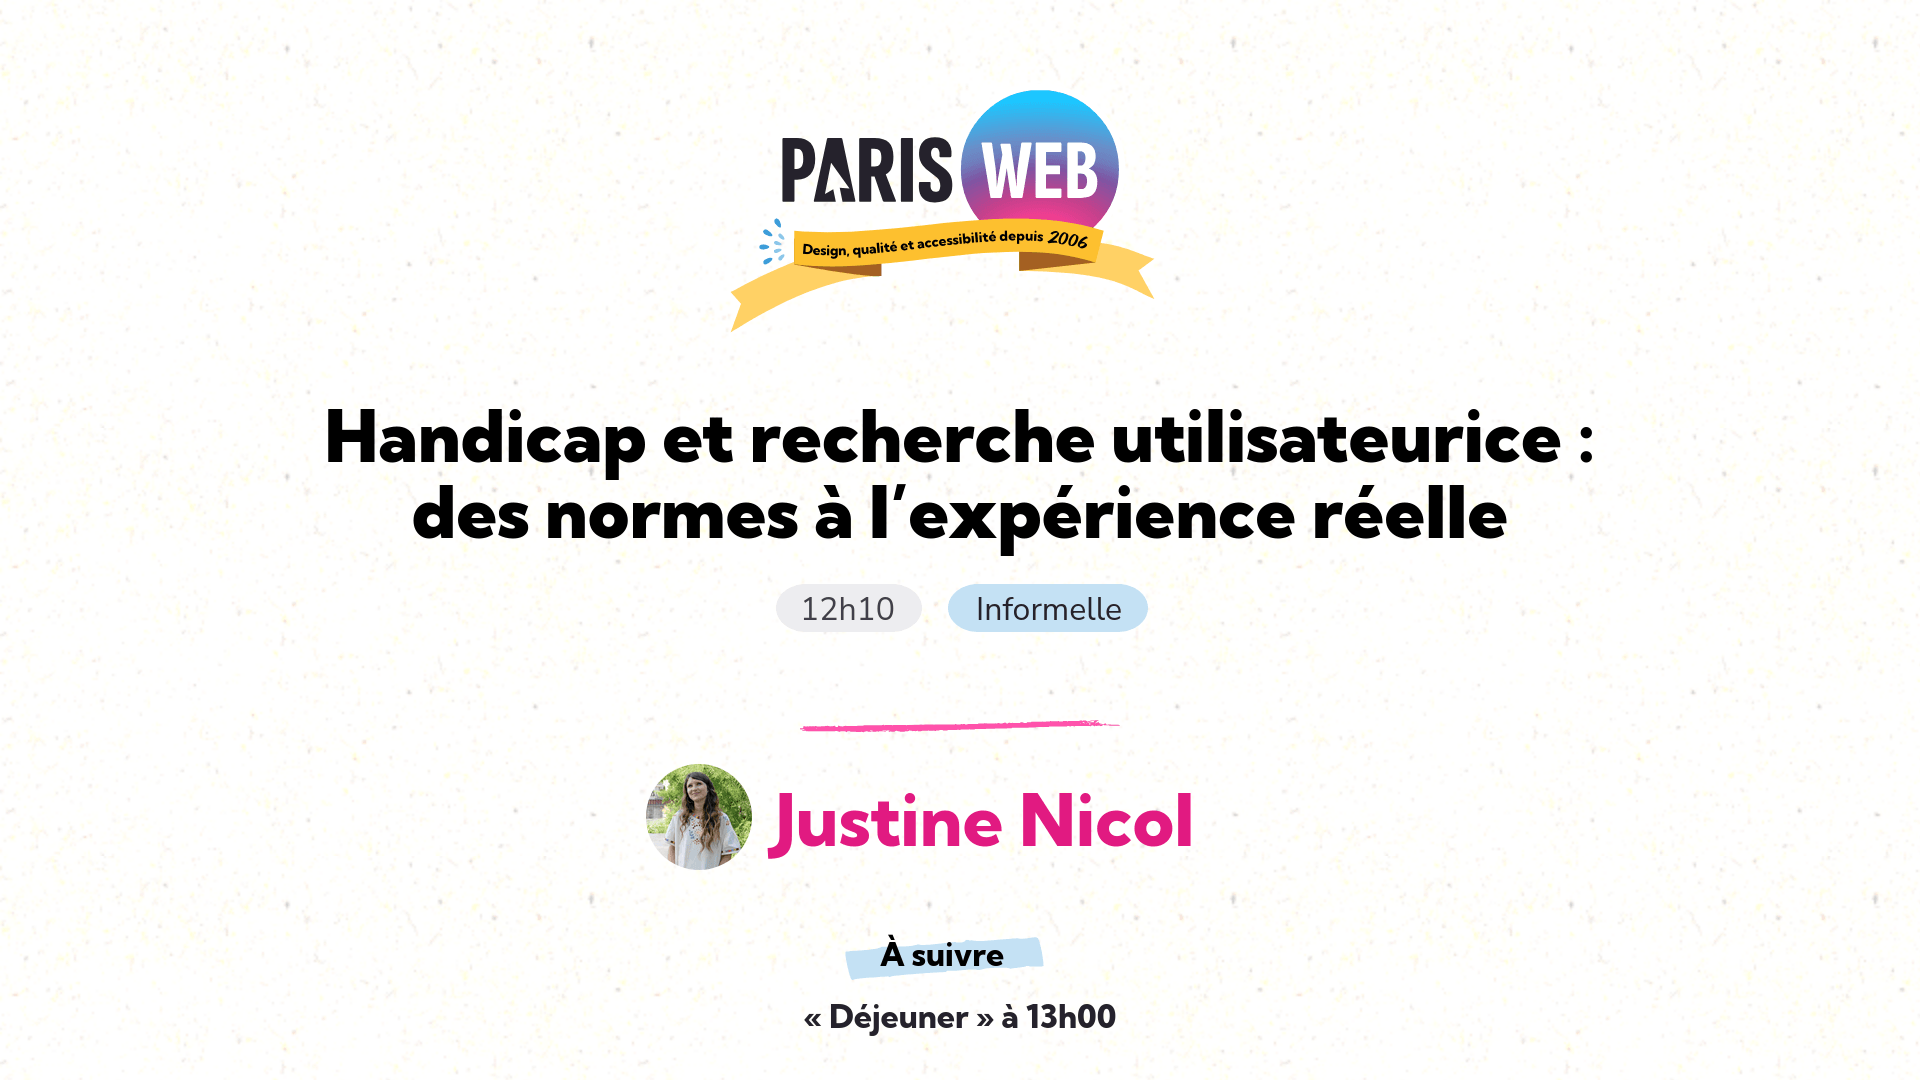 PARIS WEB
Design, qualité et accessibilité depuis 2006
Handicap et recherche utilisateurice :
des normes à l’expérience réelle
12h10 Informelle
Justine Nicol
À suivre
« Déjeuner » à 13h00